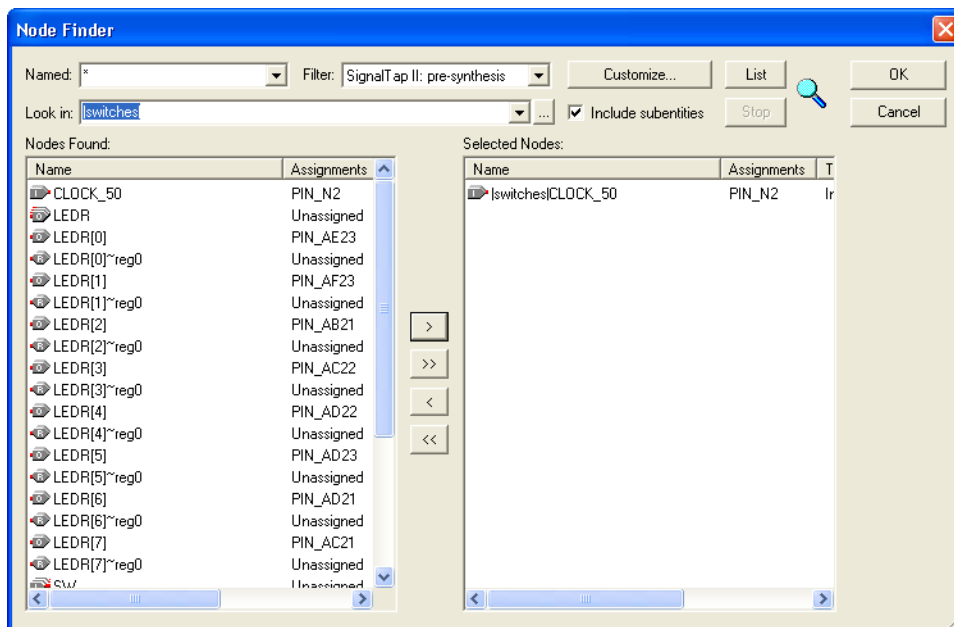 Node Finder
Named: * Filter: SignalTap II: pre-synthesis Customize... List OK
Look in: |switches ... Include subentities Stop Cancel
Nodes Found: Selected Nodes:
Name Assignments Name Assignments T
CLOCK_50 PIN_N2 |switches|CLOCK_50 PIN_N2 In
LEDR Unassigned
LEDR[0] PIN_AE23
LEDR[0]~reg0 Unassigned
LEDR[1] PIN_AF23
LEDR[1]~reg0 Unassigned
LEDR[2] PIN_AB21
LEDR[2]~reg0 Unassigned
LEDR[3] PIN_AC22
LEDR[3]~reg0 Unassigned
LEDR[4] PIN_AD22
LEDR[4]~reg0 Unassigned
LEDR[5] PIN_AD23
LEDR[5]~reg0 Unassigned
LEDR[6] PIN_AD21
LEDR[6]~reg0 Unassigned
LEDR[7] PIN_AC21
LEDR[7]~reg0 Unassigned
SW Unassigned
>
>>
<
<<